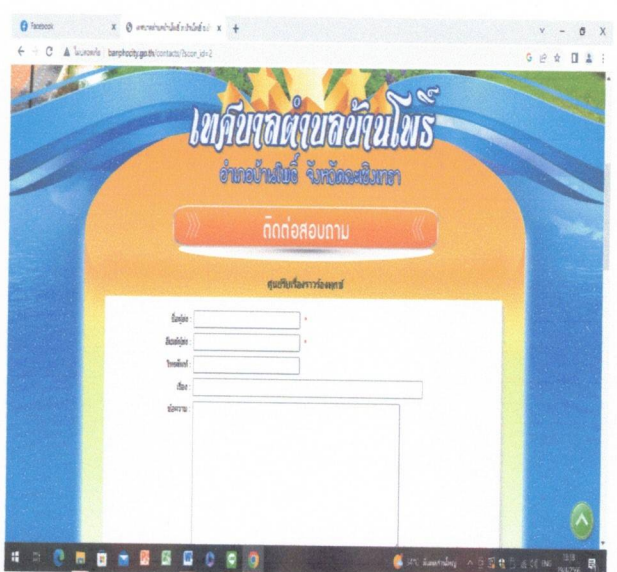 Facebook
banphocity.go.th/contacts/?scor_id=2
เทศบาลตำบลบ้านโพธิ์
อำเภอบ้านโพธิ์ จังหวัดฉะเชิงเทรา
ติดต่อสอบถาม
ศูนย์รับเรื่องราวร้องทุกข์
ชื่อผู้ส่ง : *
อีเมลล์ผู้ส่ง : *
โทรศัพท์ :
เรื่อง :
ข้อความ :